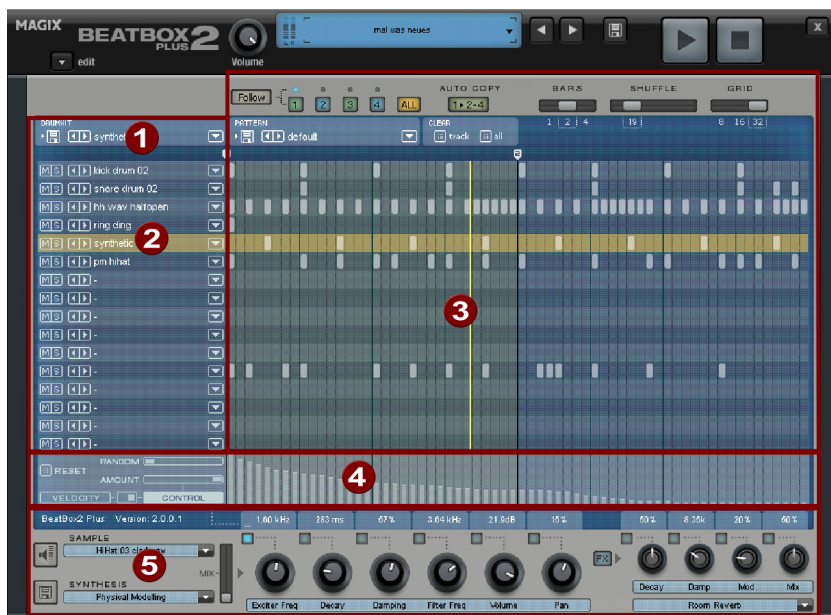 MAGIX
BEATBOX 2
PLUS
edit
Volume
mal was neues
X
Follow
1 2 3 4 ALL
AUTO COPY
1▸2-4
BARS
SHUFFLE
GRID
DRUMKIT
PATTERN
default
CLEAR
track all
1 2 4
19
8 16 32
1
M S kick drum 02
M S snare drum 02
M S hh wav halfopen
M S ring ding
M S synthetic
2
M S pm hihat
M S -
M S -
M S -
M S -
M S -
M S -
M S -
M S -
M S -
M S -
3
RANDOM
RESET
AMOUNT
VELOCITY
CONTROL
4
BeatBox2 Plus Version: 2.0.0.1
1.60 kHz 283 ms 67 % 3.64 kHz 21.9dB 15 %
50 % 8.35k 20 % 60 %
SAMPLE
HiHat 03
5
MIX
SYNTHESIS
Physical Modelling
FX
Exciter Freq Decay Damping Filter Freq Volume Pan
Decay Damp Mod Mix
Room Reverb